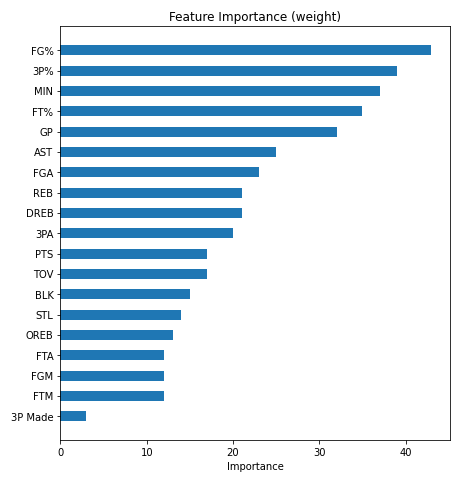 Feature Importance (weight)
FG%
3P%
MIN
FT%
GP
AST
FGA
REB
DREB
3PA
PTS
TOV
BLK
STL
OREB
FTA
FGM
FTM
3P Made
0 10 20 30 40
Importance